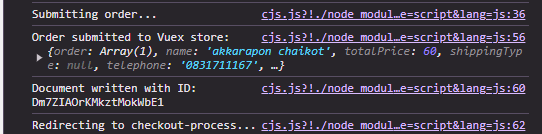 Submitting order... cjs.js?!./node_modul…e=script&lang=js:36
Order submitted to Vuex store: cjs.js?!./node_modul…e=script&lang=js:56
{order: Array(1), name: 'akkarapon chaikot', totalPrice: 60, shippingTyp
e: null, telephone: '0831711167', …}
Document written with ID: cjs.js?!./node_modul…e=script&lang=js:60
Dm7ZIAOrKMkztMokWbE1
Redirecting to checkout-process... cjs.js?!./node_modul…e=script&lang=js:62